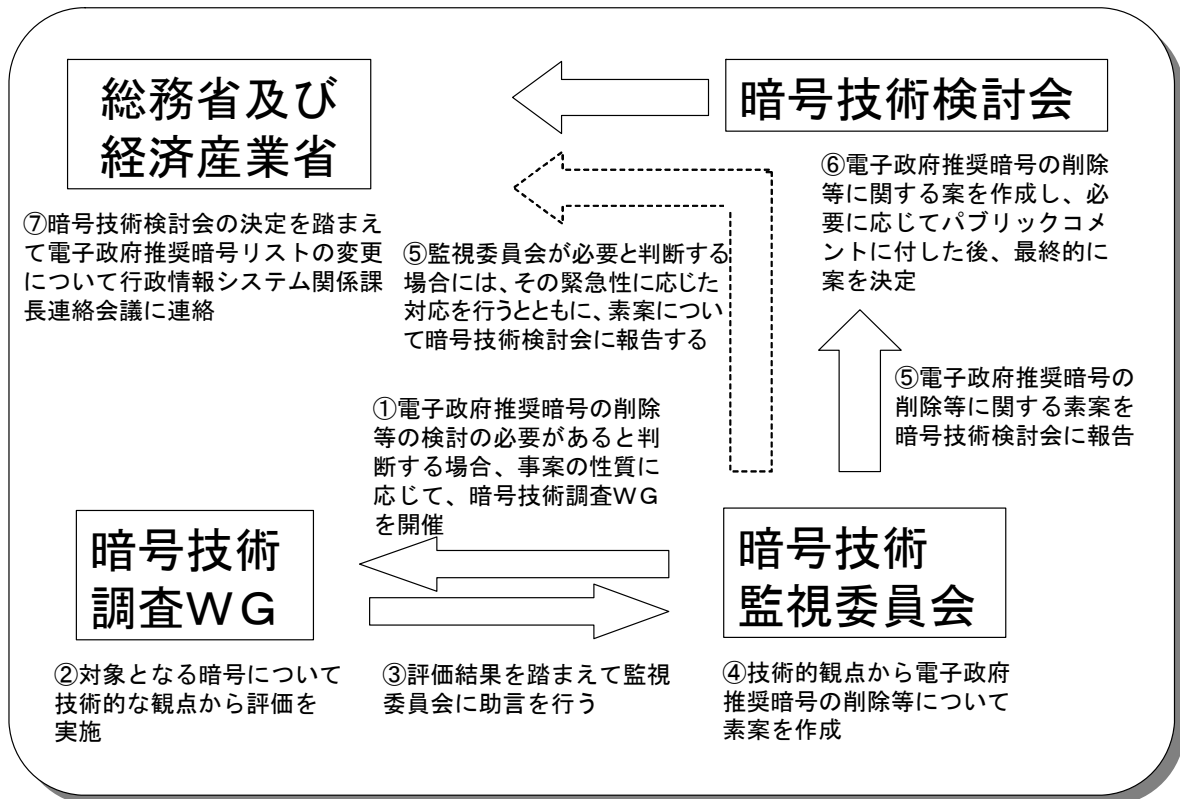 総務省及び
経済産業省
暗号技術検討会
⑦暗号技術検討会の決定を踏まえ
て電子政府推奨暗号リストの変更
について行政情報システム関係課
長連絡会議に連絡
⑤監視委員会が必要と判断する
場合には、その緊急性に応じた
対応を行うとともに、素案につい
て暗号技術検討会に報告する
⑥電子政府推奨暗号の削除
等に関する案を作成し、必
要に応じてパブリックコメ
ントに付した後、最終的に
案を決定
⑤電子政府推奨暗号の
削除等に関する素案を
暗号技術検討会に報告
①電子政府推奨暗号の削除
等の検討の必要があると判
断する場合、事案の性質に
応じて、暗号技術調査WG
を開催
暗号技術
調査WG
暗号技術
監視委員会
②対象となる暗号について
技術的な観点から評価を
実施
③評価結果を踏まえて監視
委員会に助言を行う
④技術的観点から電子政府
推奨暗号の削除等について
素案を作成